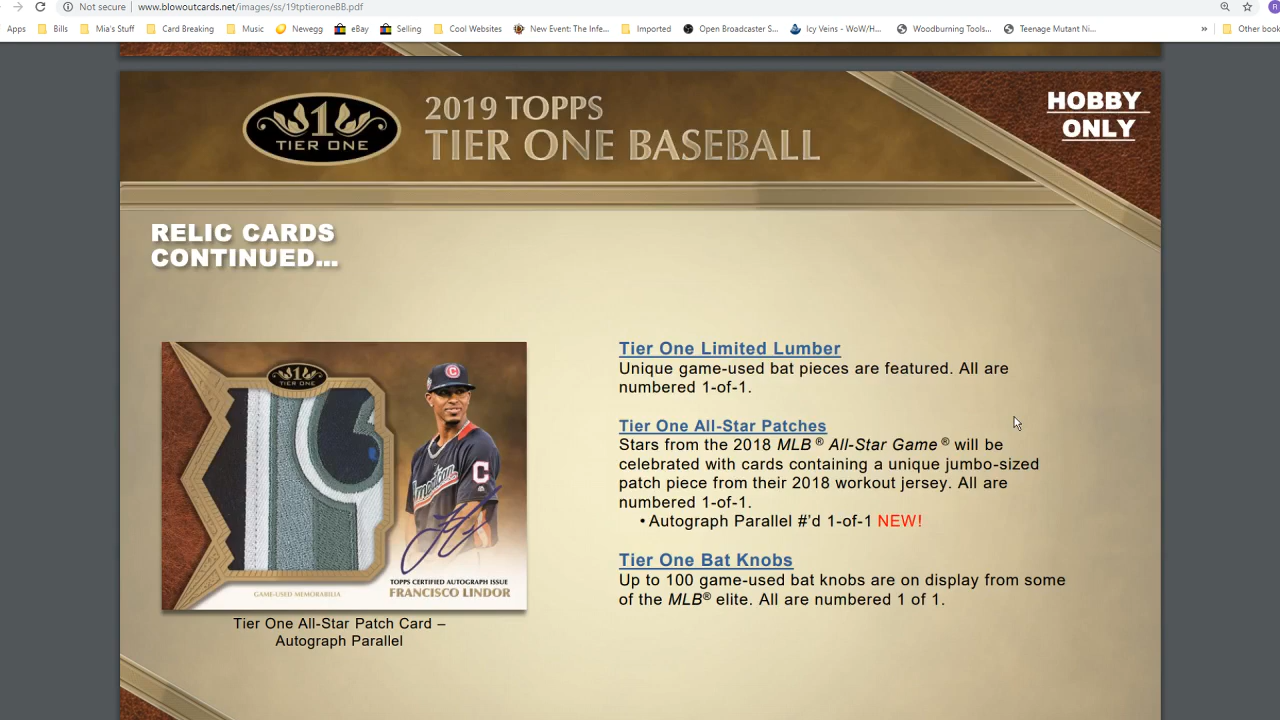 Not secure | www.blowoutcards.net/images/ss/19tptieroneBB.pdf
Apps Bills Mia's Stuff Card Breaking Music Newegg eBay Selling Cool Websites New Event: The Infe... Imported Open Broadcaster S... Icy Veins - WoW/H... Woodburning Tools... Teenage Mutant Ni... » Other book
1
TIER ONE
2019 TOPPS
TIER ONE BASEBALL
HOBBY
ONLY
RELIC CARDS
CONTINUED...
TIER ONE
C
American
C
TOPPS CERTIFIED AUTOGRAPH ISSUE
GAME-USED MEMORABILIA
FRANCISCO LINDOR
Tier One All-Star Patch Card –
Autograph Parallel
Tier One Limited Lumber
Unique game-used bat pieces are featured. All are
numbered 1-of-1.
Tier One All-Star Patches
Stars from the 2018 MLB® All-Star Game® will be
celebrated with cards containing a unique jumbo-sized
patch piece from their 2018 workout jersey. All are
numbered 1-of-1.
• Autograph Parallel #'d 1-of-1 NEW!
Tier One Bat Knobs
Up to 100 game-used bat knobs are on display from some
of the MLB® elite. All are numbered 1 of 1.